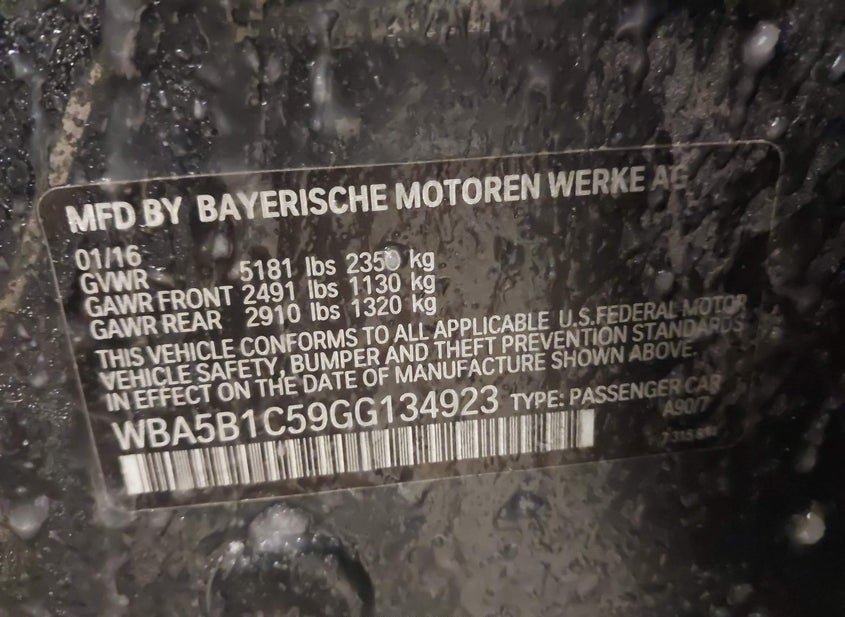 MFD BY BAYERISCHE MOTOREN WERKE AG
01/16
GVWR 5181 lbs 2350 kg
GAWR FRONT 2491 lbs 1130 kg
GAWR REAR 2910 lbs 1320 kg
THIS VEHICLE CONFORMS TO ALL APPLICABLE U.S.FEDERAL MOTOR
VEHICLE SAFETY, BUMPER AND THEFT PREVENTION STANDARDS
IN EFFECT ON THE DATE OF MANUFACTURE SHOWN ABOVE.
WBA5B1C59GG134923 TYPE: PASSENGER CAR
A90/7